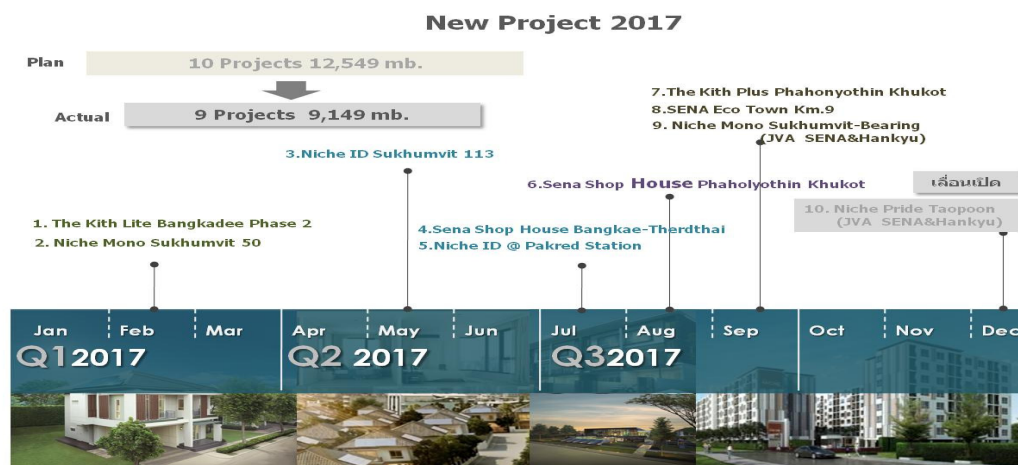 New Project 2017
Plan
10 Projects 12,549 mb.
Actual
9 Projects 9,149 mb.
7.The Kith Plus Phahonyothin Khukot
8.SENA Eco Town Km.9
9. Niche Mono Sukhumvit-Bearing
(JVA SENA&Hankyu)
3.Niche ID Sukhumvit 113
6.Sena Shop House Phaholyothin Khukot
เลื่อนเปิด
10. Niche Pride Taopoon
(JVA SENA&Hankyu)
1. The Kith Lite Bangkadee Phase 2
2. Niche Mono Sukhumvit 50
4.Sena Shop House Bangkae-Therdthai
5.Niche ID @ Pakred Station
Jan Feb Mar Apr May Jun Jul Aug Sep Oct Nov Dec
Q1 2017 Q2 2017 Q3 2017